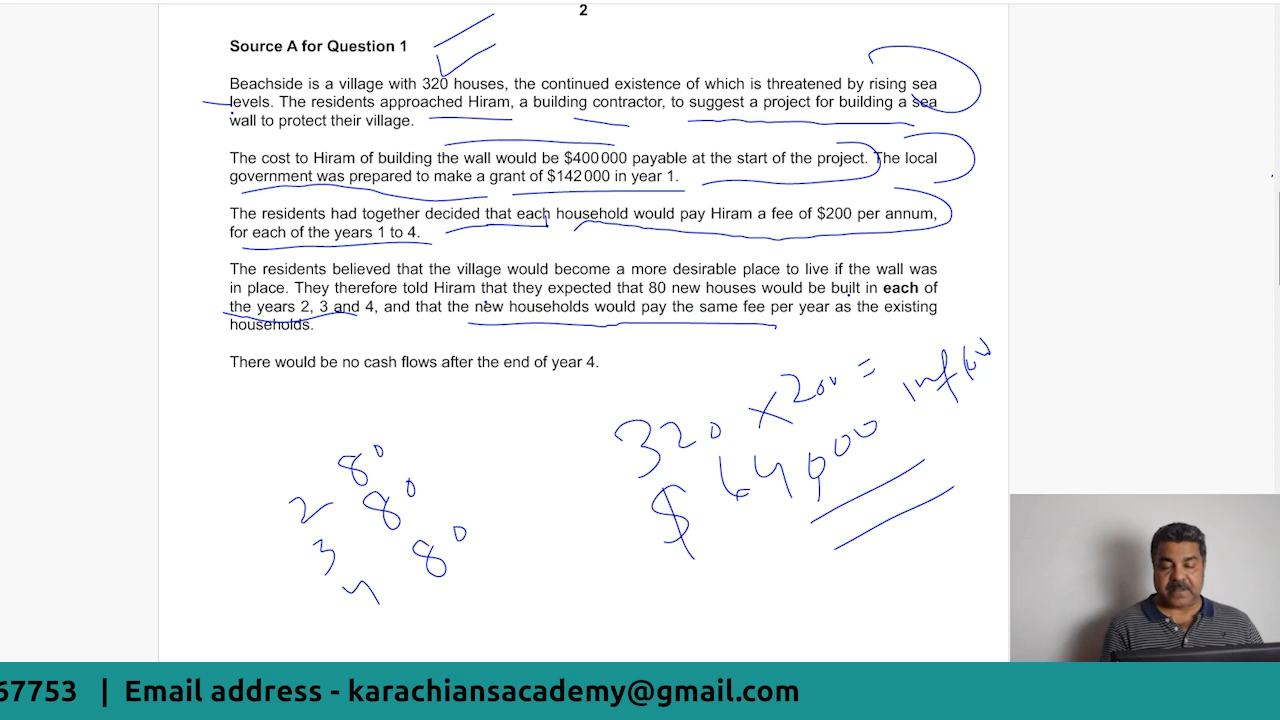 2
Source A for Question 1
Beachside is a village with 320 houses, the continued existence of which is threatened by rising sea
levels. The residents approached Hiram, a building contractor, to suggest a project for building a sea
wall to protect their village.
The cost to Hiram of building the wall would be $400 000 payable at the start of the project. The local
government was prepared to make a grant of $142 000 in year 1.
The residents had together decided that each household would pay Hiram a fee of $200 per annum,
for each of the years 1 to 4.
The residents believed that the village would become a more desirable place to live if the wall was
in place. They therefore told Hiram that they expected that 80 new houses would be built in each of
the years 2, 3 and 4, and that the new households would pay the same fee per year as the existing
households.
There would be no cash flows after the end of year 4.
320 × 200 = inflow
$ 64,000
2 80
3 80
4 80
67753 | Email address - karachiansacademy@gmail.com